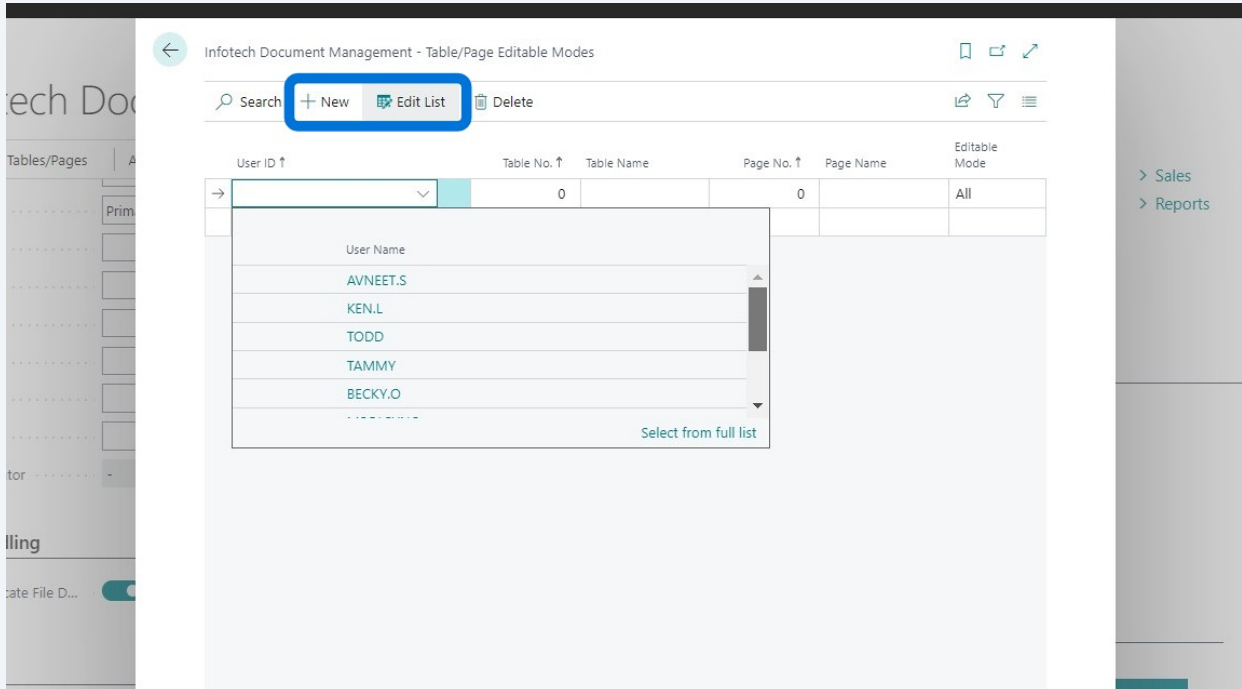 Infotech Document Management - Table/Page Editable Modes
Search New Edit List Delete
tech Doc
Tables/Pages
Editable
User ID ↑ Table No. ↑ Table Name Page No. ↑ Page Name Mode
0 0 All
Sales
Prim
Reports
User Name
AVNEET.S
KEN.L
TODD
TAMMY
BECKY.O
Select from full list
tor -
lling
cate File D...